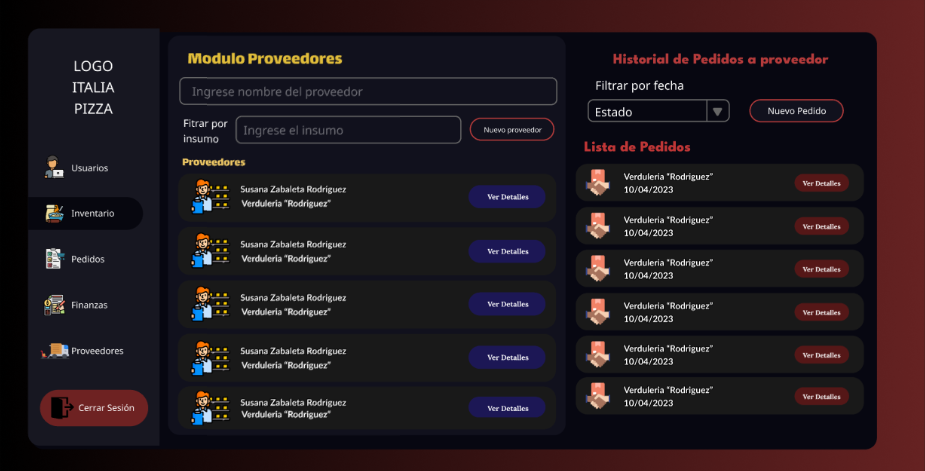 LOGO
ITALIA
PIZZA
Usuarios
Inventario
Pedidos
Finanzas
Proveedores
Cerrar Sesión
Modulo Proveedores
Ingrese nombre del proveedor
Fitrar por
insumo
Ingrese el insumo
Nuevo proveedor
Proveedores
Susana Zabaleta Rodriguez
Verduleria "Rodriguez"
Ver Detalles
Susana Zabaleta Rodriguez
Verduleria "Rodriguez"
Ver Detalles
Susana Zabaleta Rodriguez
Verduleria "Rodriguez"
Ver Detalles
Susana Zabaleta Rodriguez
Verduleria "Rodriguez"
Ver Detalles
Susana Zabaleta Rodriguez
Verduleria "Rodriguez"
Ver Detalles
Historial de Pedidos a proveedor
Filtrar por fecha
Estado
Nuevo Pedido
Lista de Pedidos
Verduleria "Rodriguez"
10/04/2023
Ver Detalles
Verduleria "Rodriguez"
10/04/2023
Ver Detalles
Verduleria "Rodriguez"
10/04/2023
Ver Detalles
Verduleria "Rodriguez"
10/04/2023
Ver Detalles
Verduleria "Rodriguez"
10/04/2023
Ver Detalles
Verduleria "Rodriguez"
10/04/2023
Ver Detalles